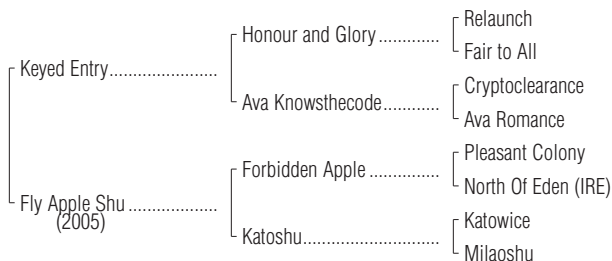 Relaunch
Honour and Glory.............
Fair to All
Keyed Entry........................
Cryptoclearance
Ava Knowsthecode............
Ava Romance
Pleasant Colony
Forbidden Apple................
North Of Eden (IRE)
Fly Apple Shu....................
(2005)
Katowice
Katoshu...............................
Milaoshu